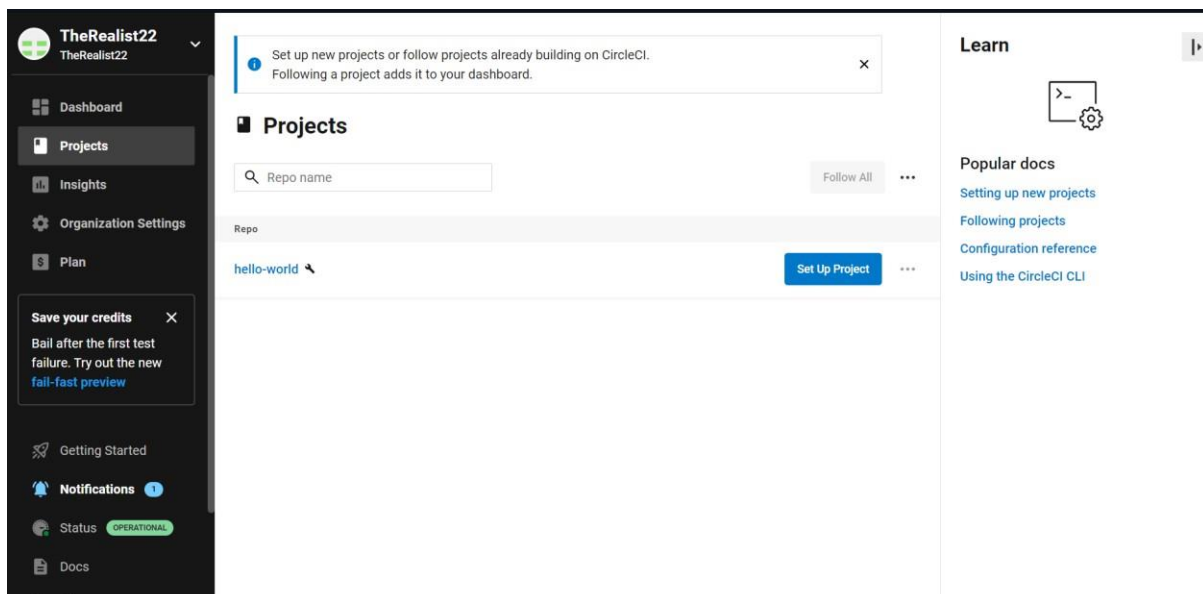 TheRealist22
TheRealist22
Dashboard
Projects
Insights
Organization Settings
Plan
Save your credits
Bail after the first test
failure. Try out the new
fail-fast preview
Getting Started
Notifications 1
Status OPERATIONAL
Docs
Set up new projects or follow projects already building on CircleCI.
Following a project adds it to your dashboard.
Projects
Repo name
Follow All
Repo
hello-world
Set Up Project
Learn
Popular docs
Setting up new projects
Following projects
Configuration reference
Using the CircleCI CLI